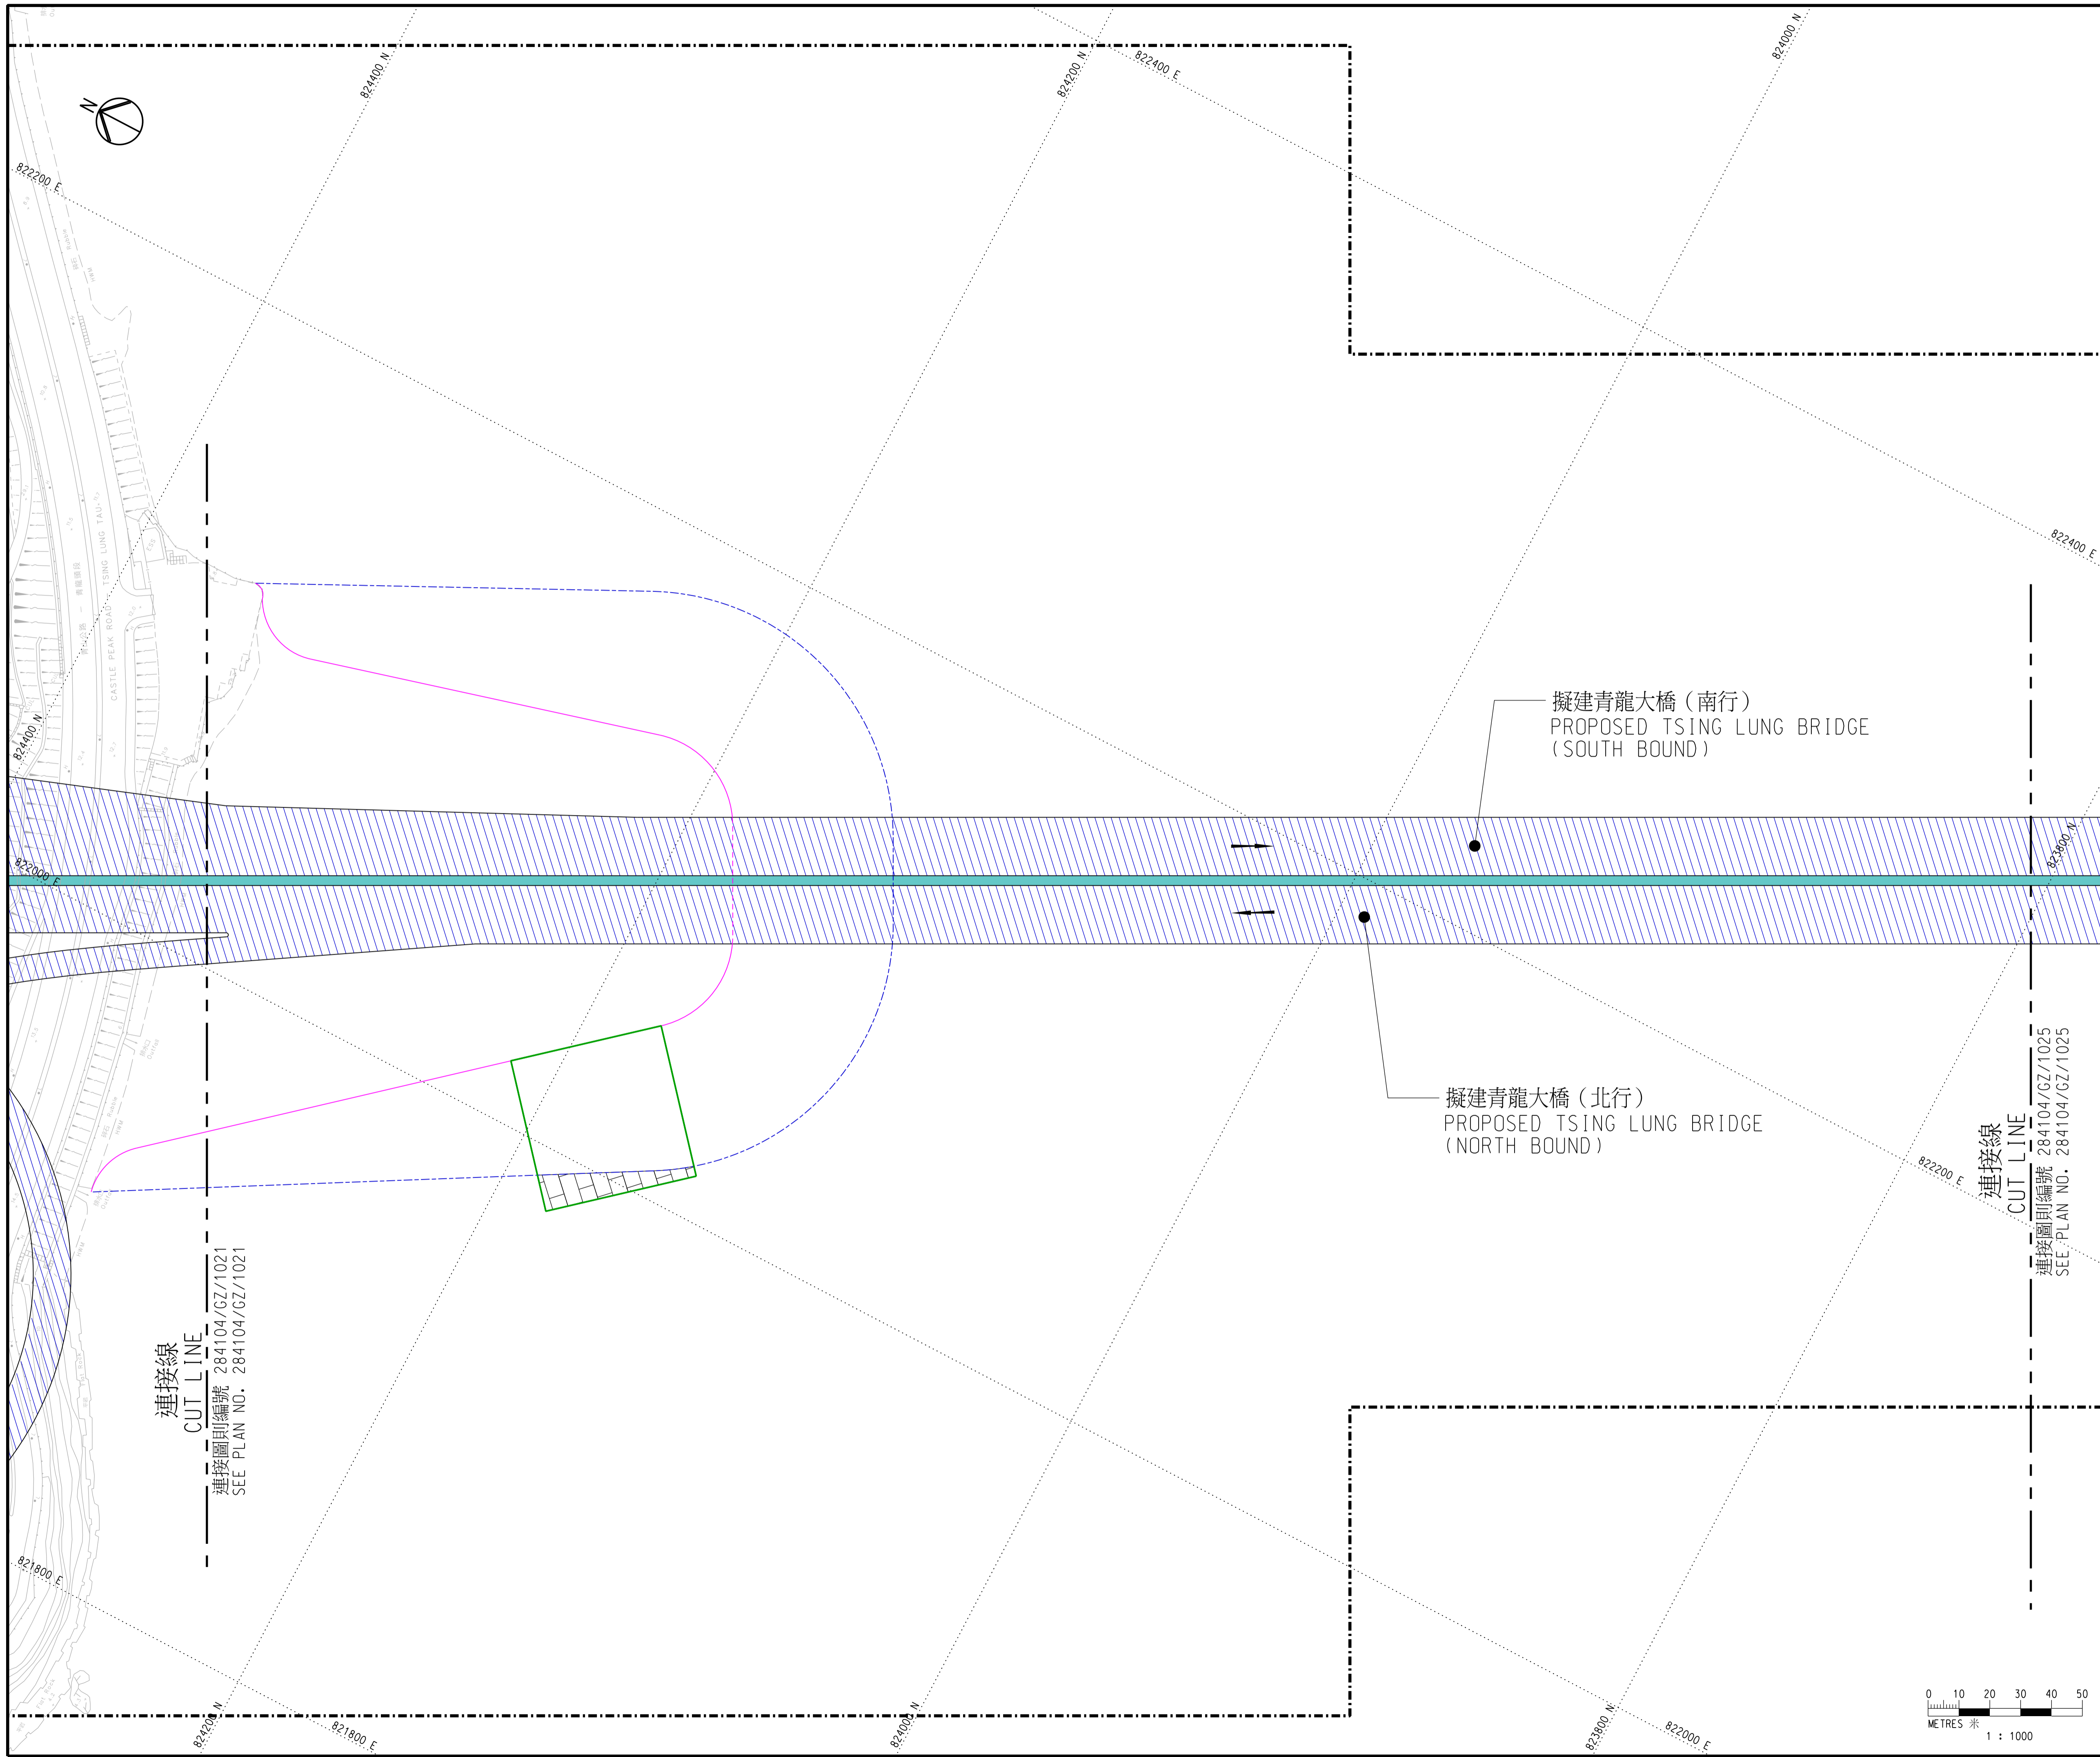 N
824400 N
824200 N
822400 E
824000 N
822200 E
822400 E
CASTLE PEAK ROAD - TSING LUNG TAU
824400 N
擬建青龍大橋（南行）
PROPOSED TSING LUNG BRIDGE
(SOUTH BOUND)
822000 E
823800 N
擬建青龍大橋（北行）
PROPOSED TSING LUNG BRIDGE
(NORTH BOUND)
822200 E
連接線
CUT LINE
連接圖則編號 284104/GZ/1025
SEE PLAN NO. 284104/GZ/1025
連接線
CUT LINE
連接圖則編號 284104/GZ/1021
SEE PLAN NO. 284104/GZ/1021
821800 E
824200 N
821800 E
824000 N
823800 N
822000 E
0 10 20 30 40 50
METRES 米
1 : 1000